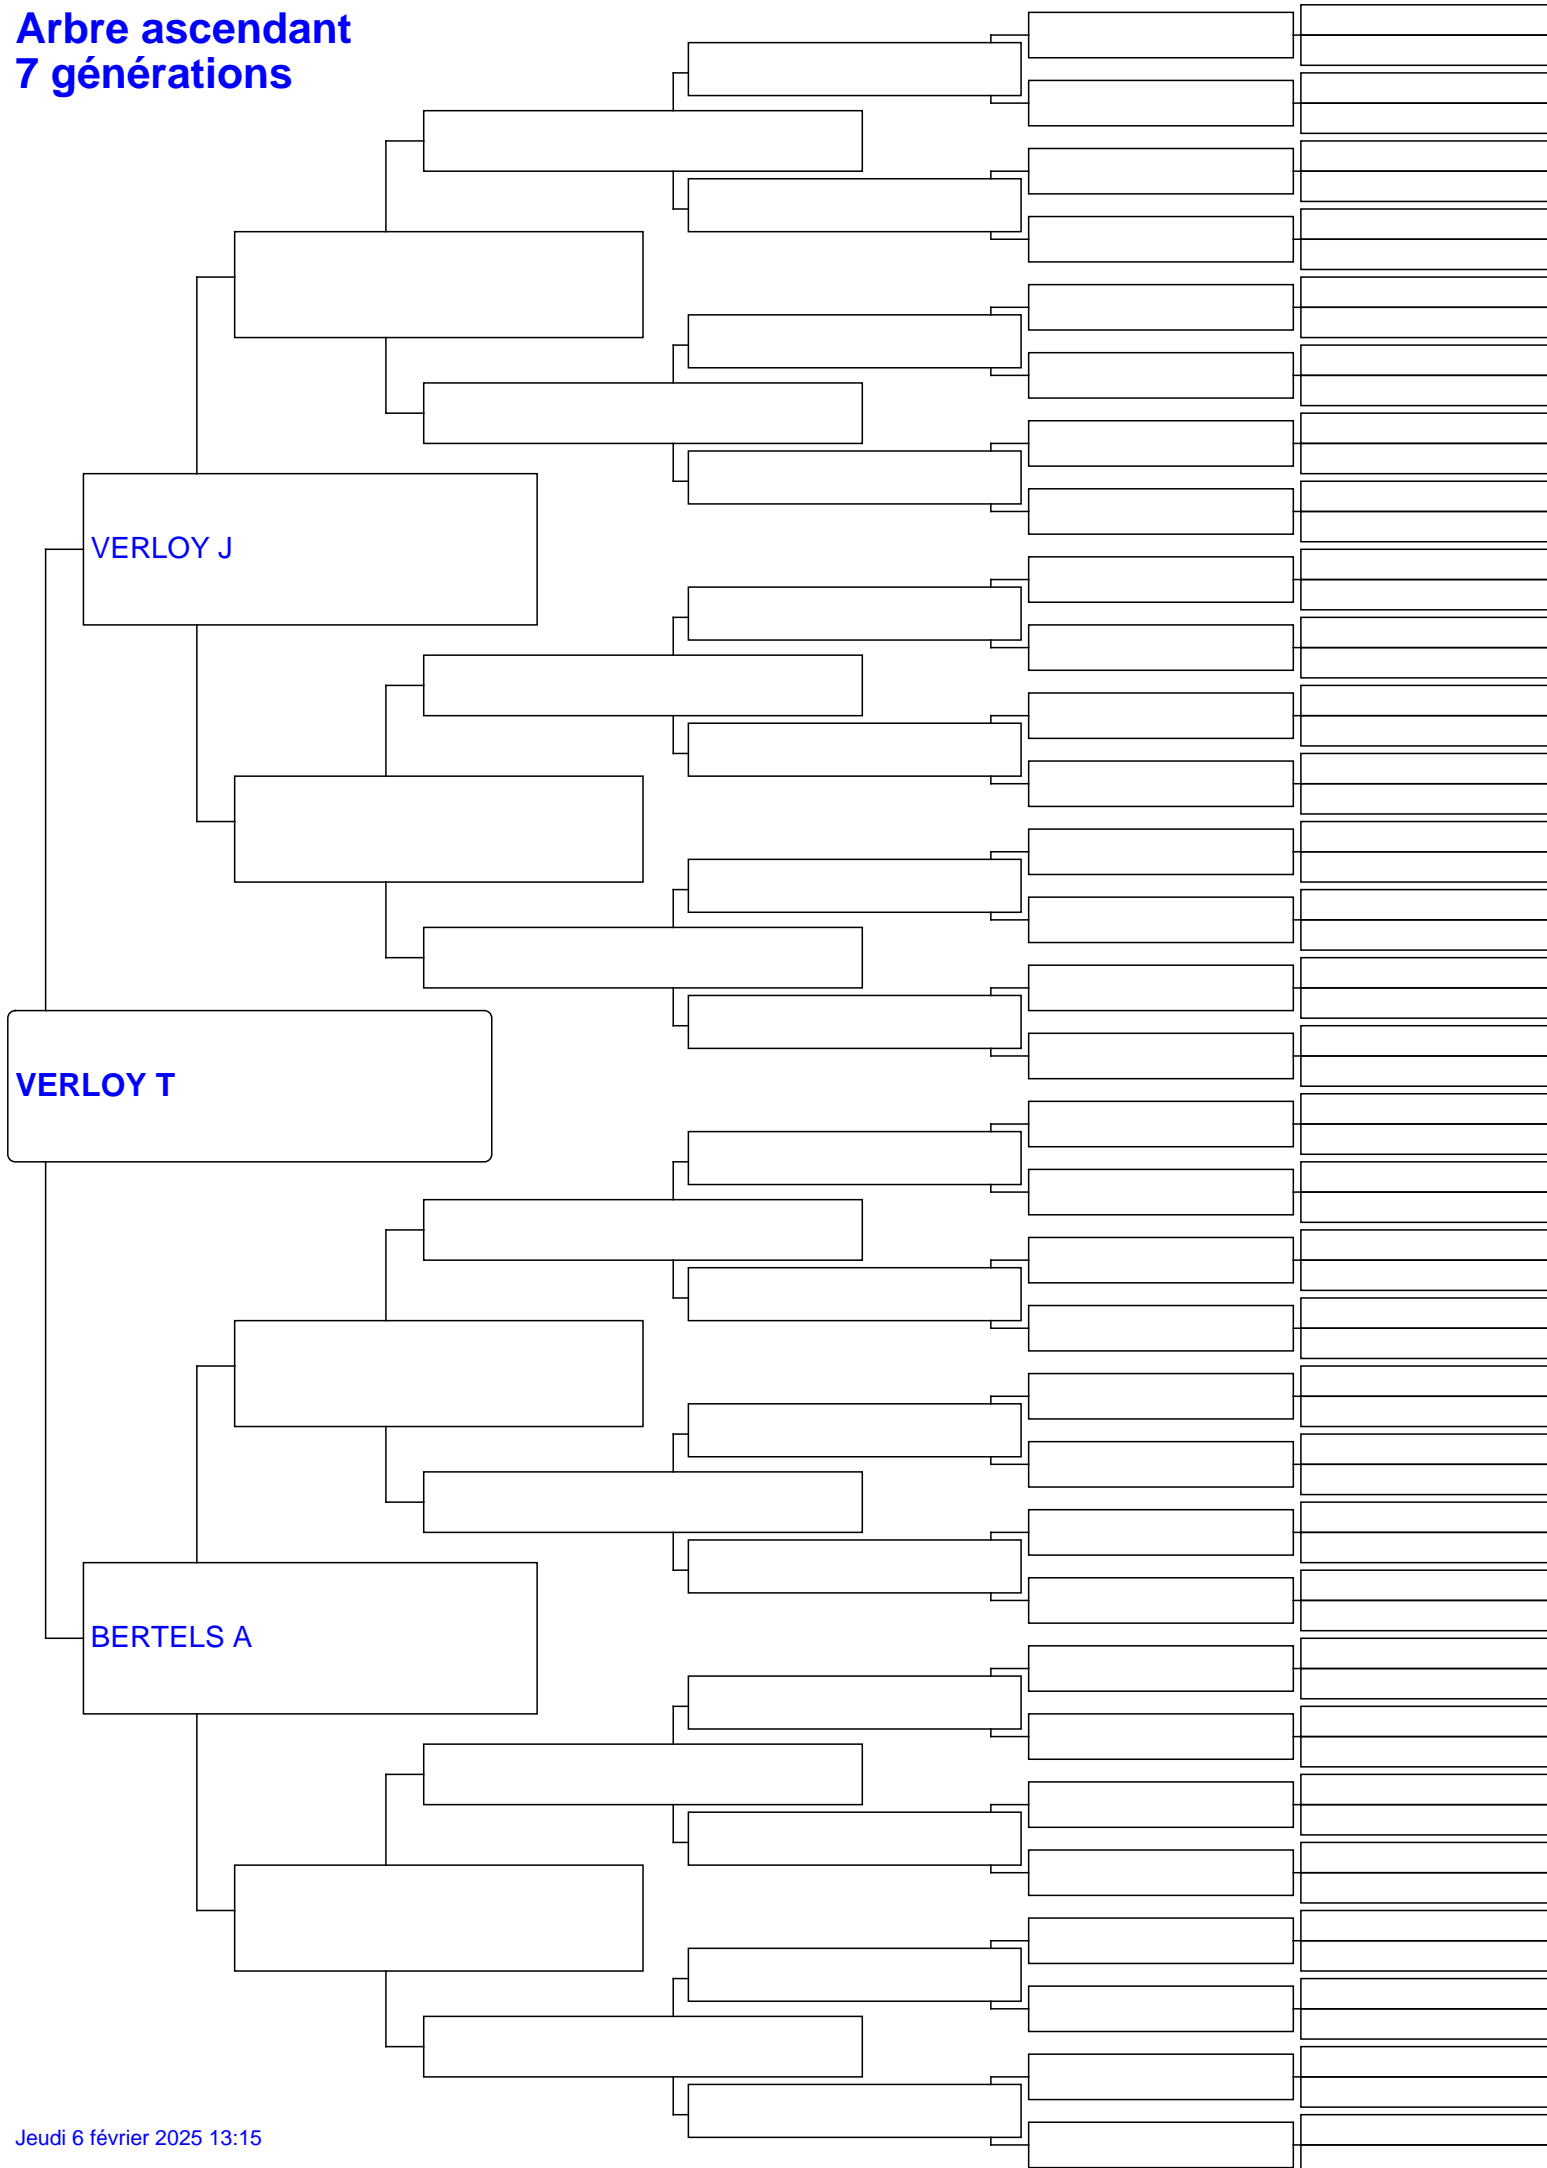 Arbre ascendant
7 générations
VERLOY J
VERLOY T
BERTELS A
Jeudi 6 février 2025 13:15